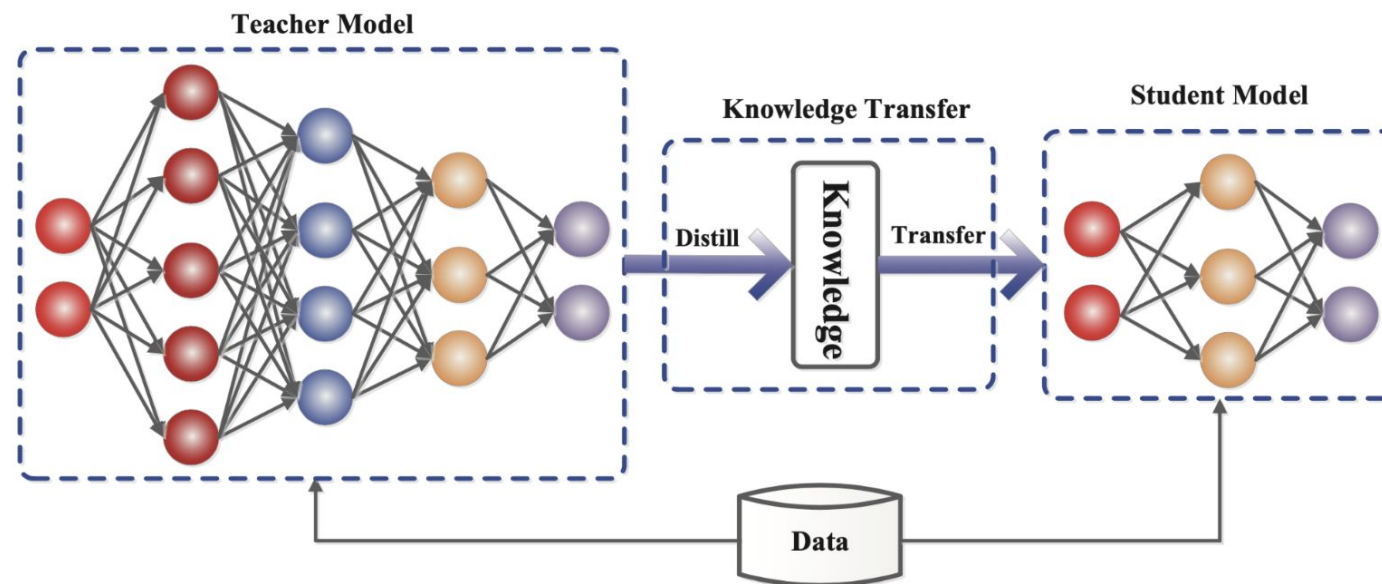 Teacher Model
Knowledge Transfer
Student Model
Distill
Knowledge
Transfer
Data